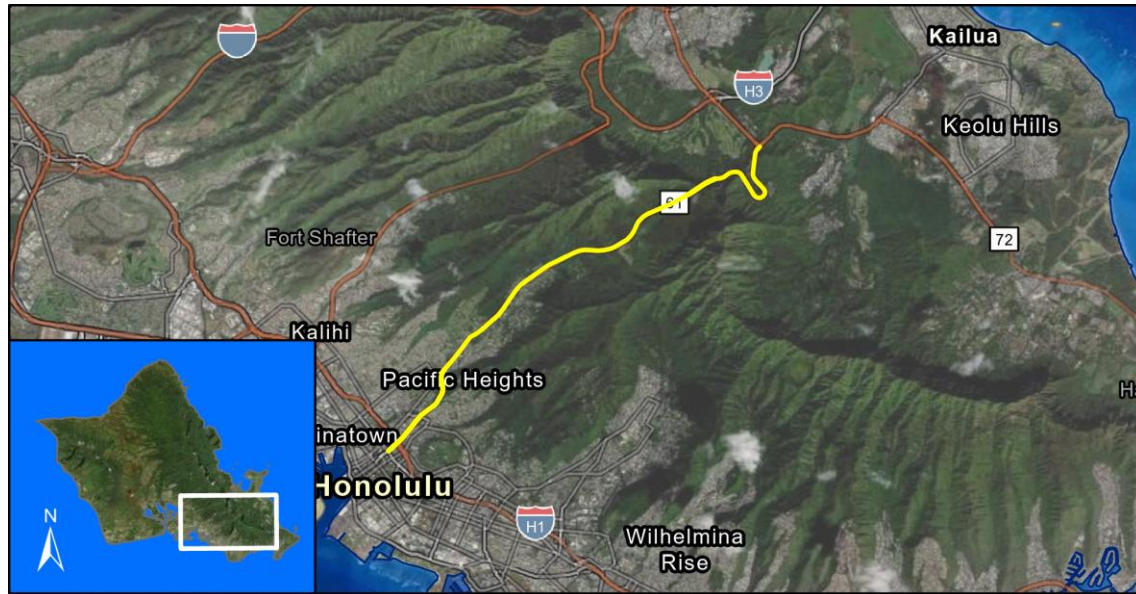 Kailua
H3
Keolu Hills
61
Fort Shafter
72
Kalihi
Pacific Heights
inatown
Honolulu
H1
Wilhelmina
Rise
N